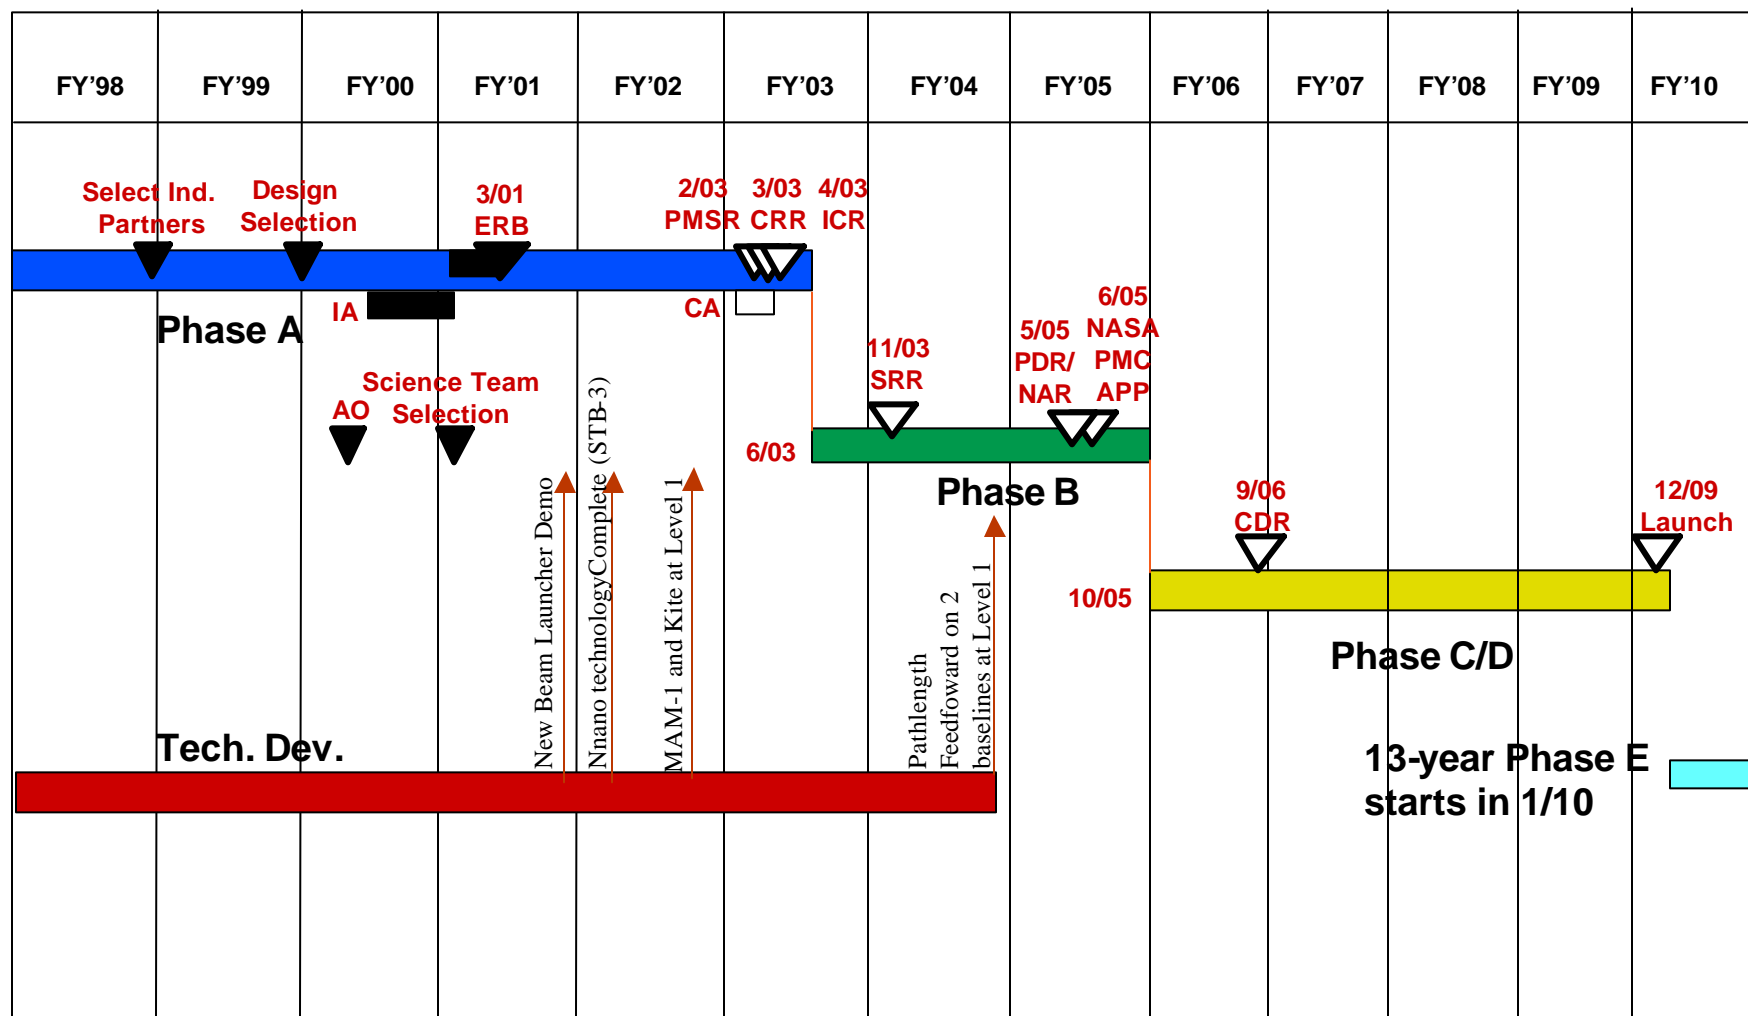 FY'98
FY'99
FY'00
FY'01
FY'02
FY'03
FY'04
FY'05
FY'06
FY'07
FY'08
FY'09
FY'10
Select Ind.
Partners
Design
Selection
3/01
ERB
2/03
PMSR
3/03
CRR
4/03
ICR
IA
Phase A
CA
AO
Science Team
Selection
11/03
SRR
5/05
PDR/
NAR
6/05
NASA
PMC
APP
6/03
Phase B
9/06
CDR
12/09
Launch
10/05
Phase C/D
New Beam Launcher Demo
Nnano technologyComplete (STB-3)
MAM-1 and Kite at Level 1
Pathlength
Feedfoward on 2
baselines at Level 1
Tech. Dev.
13-year Phase E
starts in 1/10